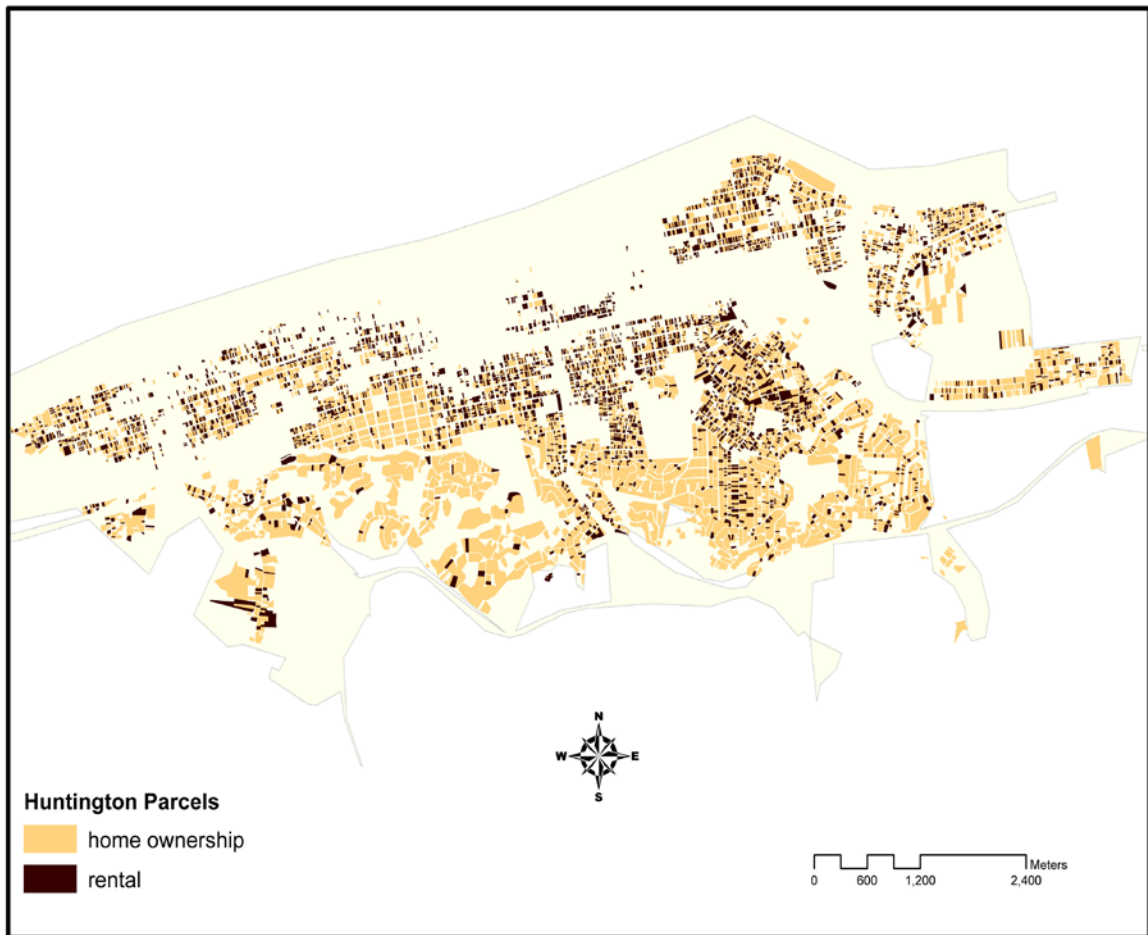 N
W E
S
Huntington Parcels
home ownership
rental
Meters
0 600 1,200 2,400